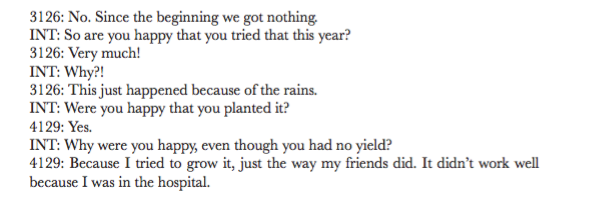 3126: No. Since the beginning we got nothing.
INT: So are you happy that you tried that this year?
3126: Very much!
INT: Why?!
3126: This just happened because of the rains.
INT: Were you happy that you planted it?
4129: Yes.
INT: Why were you happy, even though you had no yield?
4129: Because I tried to grow it, just the way my friends did. It didn't work well
because I was in the hospital.